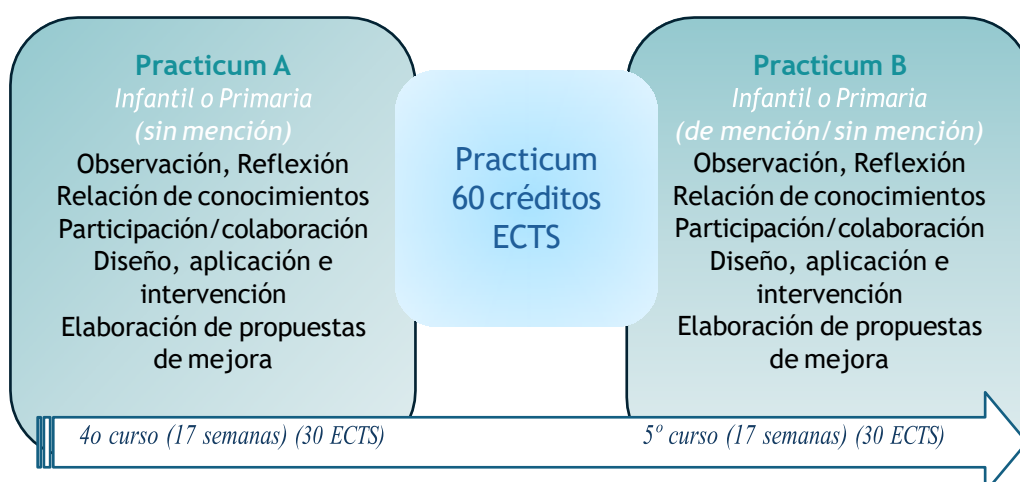 Practicum A
Infantil o Primaria
(sin mención)
Observación, Reflexión
Relación de conocimientos
Participación/colaboración
Diseño, aplicación e
intervención
Elaboración de propuestas
de mejora
Practicum
60 créditos
ECTS
Practicum B
Infantil o Primaria
(de mención/sin mención)
Observación, Reflexión
Relación de conocimientos
Participación/colaboración
Diseño, aplicación e
intervención
Elaboración de propuestas
de mejora
4o curso (17 semanas) (30 ECTS)
5º curso (17 semanas) (30 ECTS)